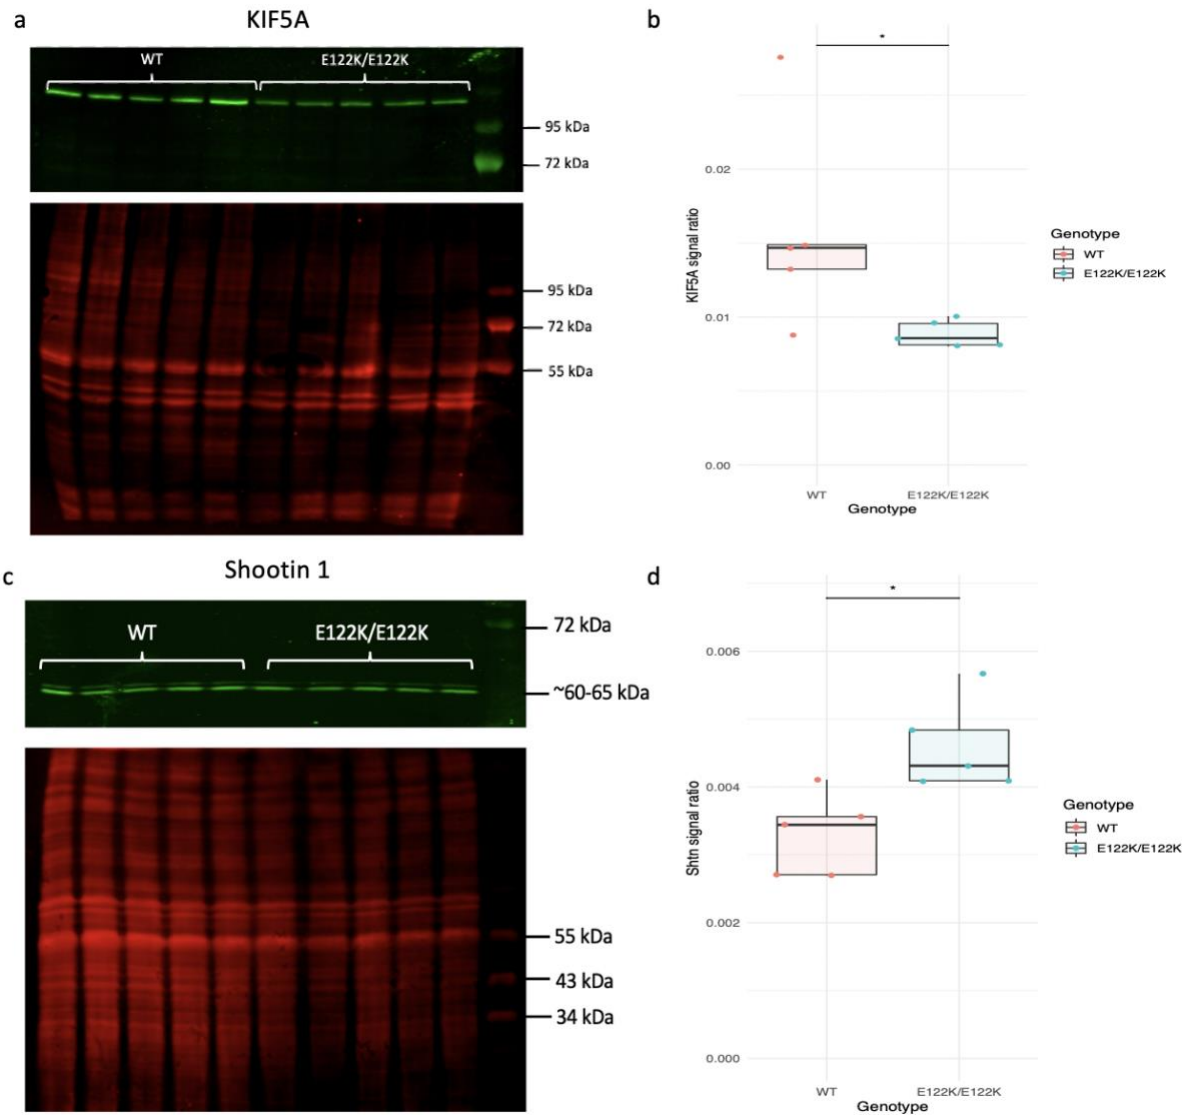 a
KIF5A
WT
E122K/E122K
95 kDa
72 kDa
95 kDa
72 kDa
55 kDa
b
*
0.02
0.01
0.00
KIF5A signal ratio
WT
E122K/E122K
Genotype
Genotype
WT
E122K/E122K
c
Shootin 1
WT
E122K/E122K
72 kDa
~60-65 kDa
55 kDa
43 kDa
34 kDa
d
*
0.006
0.004
0.002
0.000
Shtn signal ratio
WT
E122K/E122K
Genotype
Genotype
WT
E122K/E122K